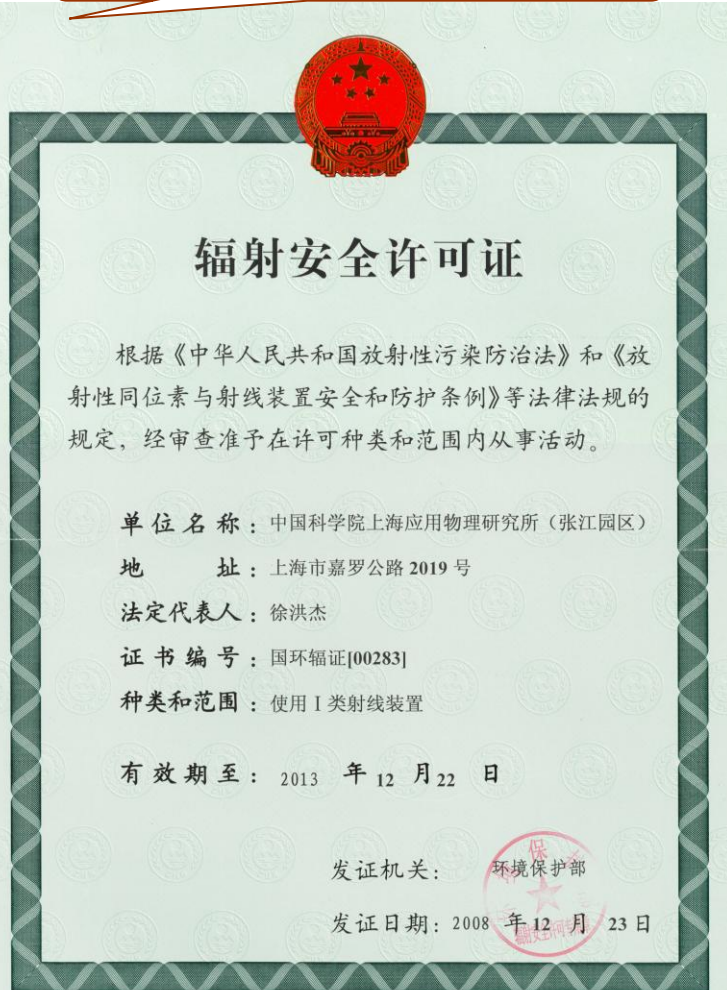 辐射安全许可证
根据《中华人民共和国放射性污染防治法》和《放
射性同位素与射线装置安全和防护条例》等法律法规的
规定，经审查准予在许可种类和范围内从事活动。
单位名称：中国科学院上海应用物理研究所（张江园区）
地　　址：上海市嘉罗公路 2019 号
法定代表人：徐洪杰
证书编号：国环辐证[00283]
种类和范围：使用 I 类射线装置
有效期至：2013 年 12 月 22 日
发证机关：环境保护部
发证日期：2008 年 12 月 23 日